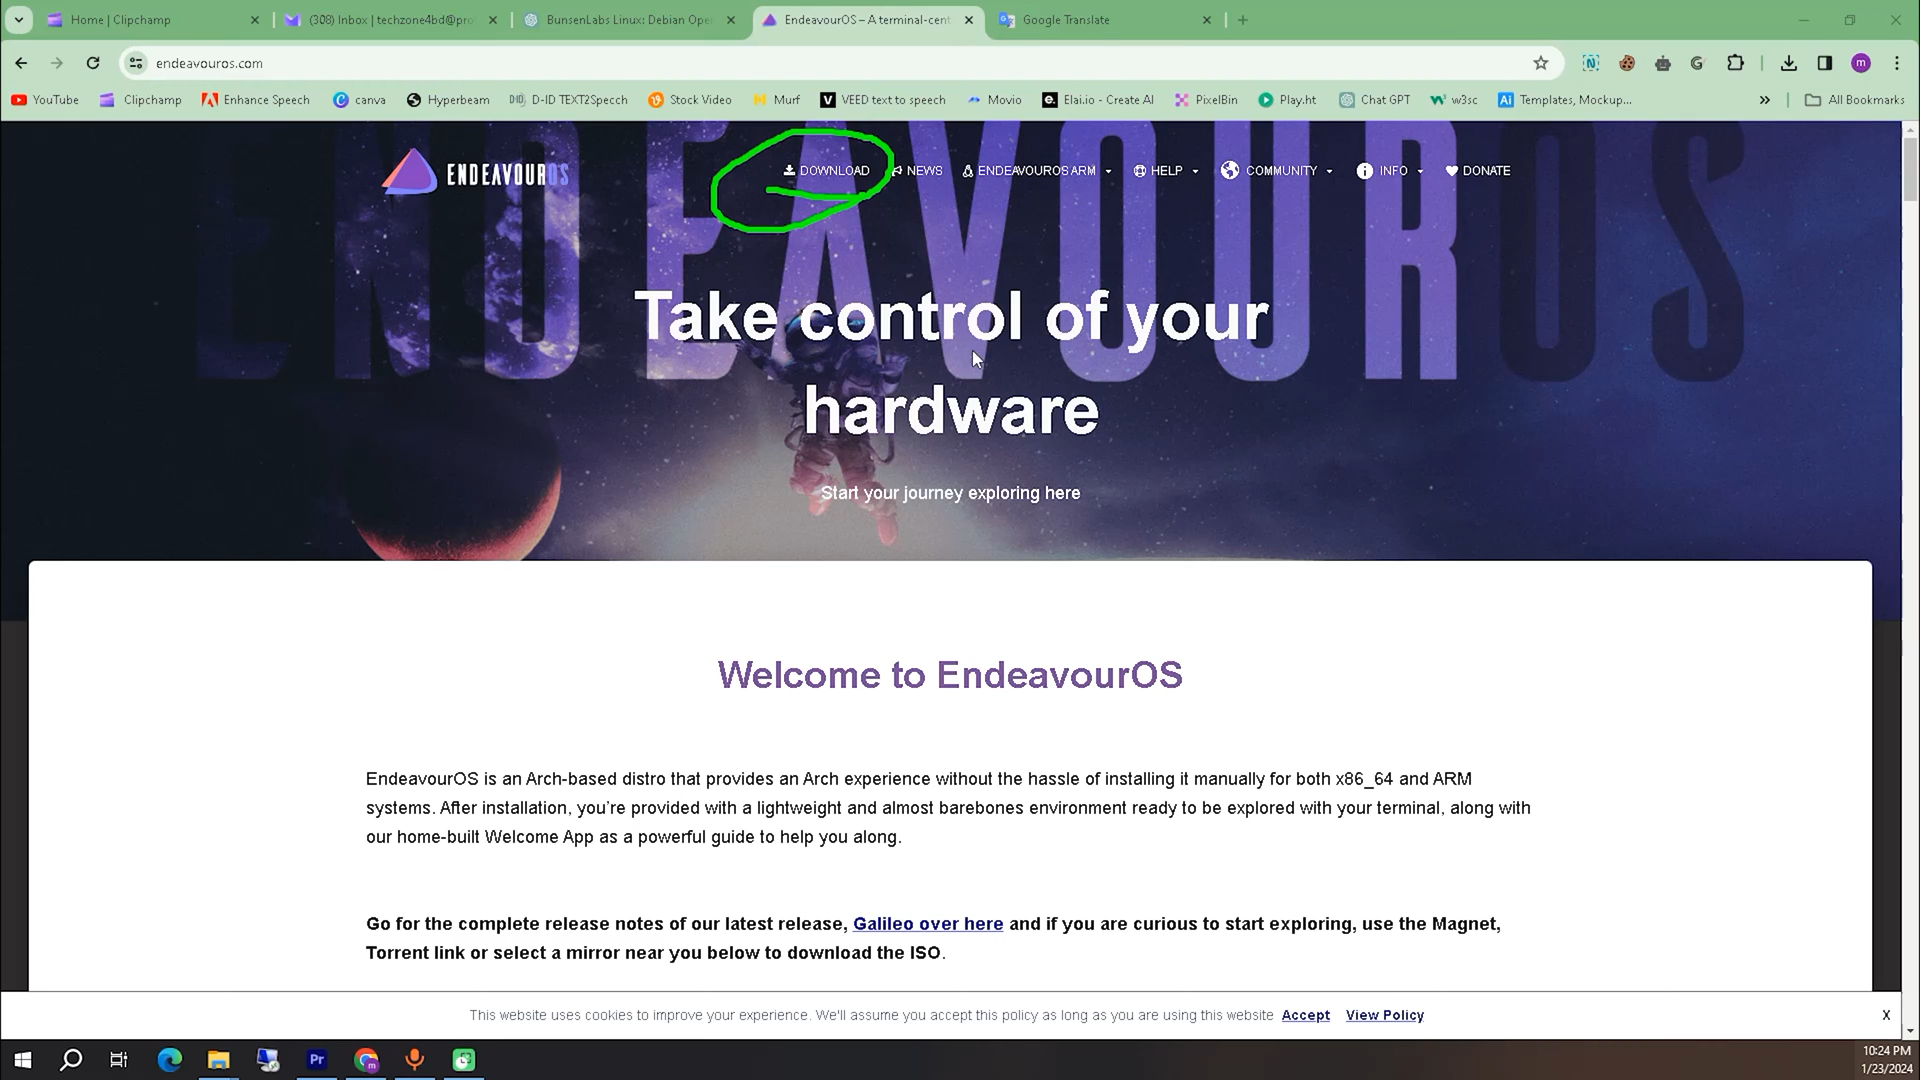 Home | Clipchamp
(308) Inbox | techzone4bd@pro
BunsenLabs Linux: Debian Oper
EndeavourOS – A terminal-cent
Google Translate
endeavouros.com
m
YouTube
Clipchamp
Enhance Speech
canva
Hyperbeam
D-ID TEXT2Specch
Stock Video
Murf
VEED text to speech
Movio
Elai.io - Create AI
PixelBin
Play.ht
Chat GPT
w3sc
Templates, Mockup...
All Bookmarks
ENDEAVOUROS
ENDEAVOUROS
DOWNLOAD
NEWS
ENDEAVOUROS ARM
HELP
COMMUNITY
INFO
DONATE
Take control of your
hardware
Start your journey exploring here
Welcome to EndeavourOS
EndeavourOS is an Arch-based distro that provides an Arch experience without the hassle of installing it manually for both x86_64 and ARM
systems. After installation, you’re provided with a lightweight and almost barebones environment ready to be explored with your terminal, along with
our home-built Welcome App as a powerful guide to help you along.
Go for the complete release notes of our latest release, Galileo over here and if you are curious to start exploring, use the Magnet,
Torrent link or select a mirror near you below to download the ISO.
This website uses cookies to improve your experience. We'll assume you accept this policy as long as you are using this website Accept View Policy
X
Pr
10:24 PM
1/23/2024